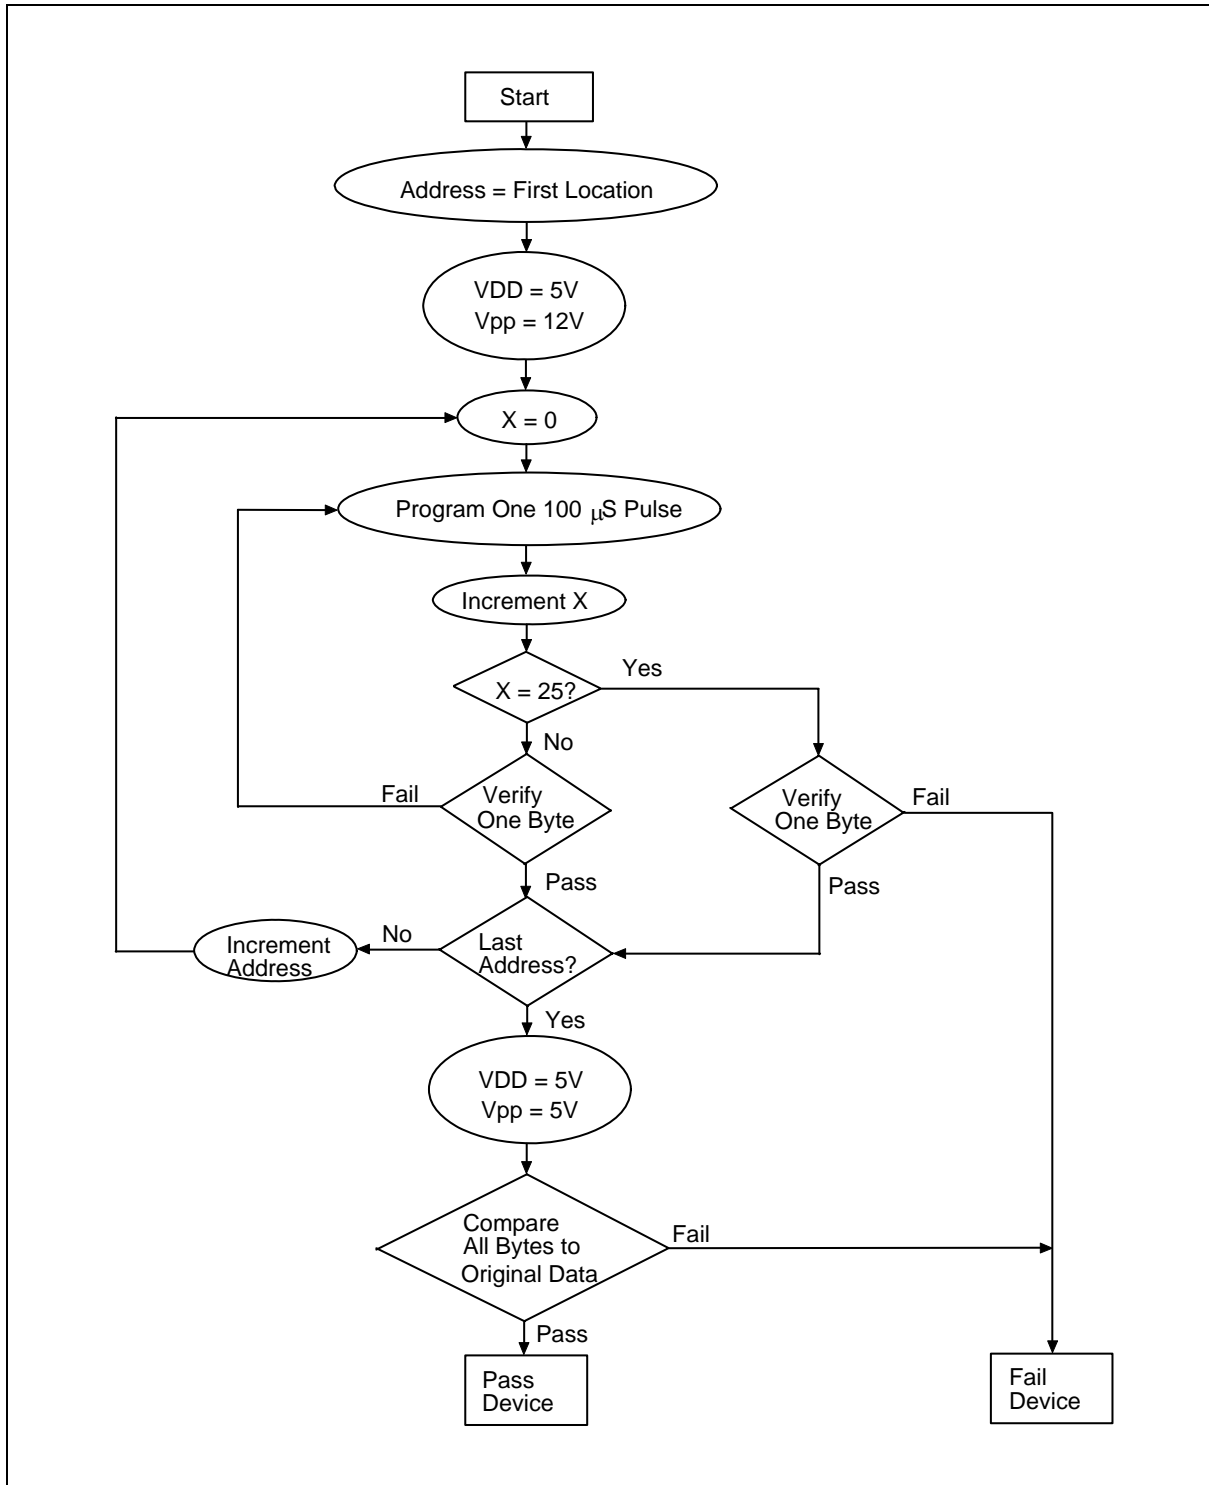 Start
Address = First Location
VDD = 5V
Vpp = 12V
X = 0
Program One 100 μS Pulse
Increment X
X = 25?
Yes
No
Fail
Verify
One Byte
Verify
One Byte
Fail
Pass
Pass
Increment
Address
No
Last
Address?
Yes
VDD = 5V
Vpp = 5V
Compare
All Bytes to
Original Data
Fail
Pass
Pass
Device
Fail
Device